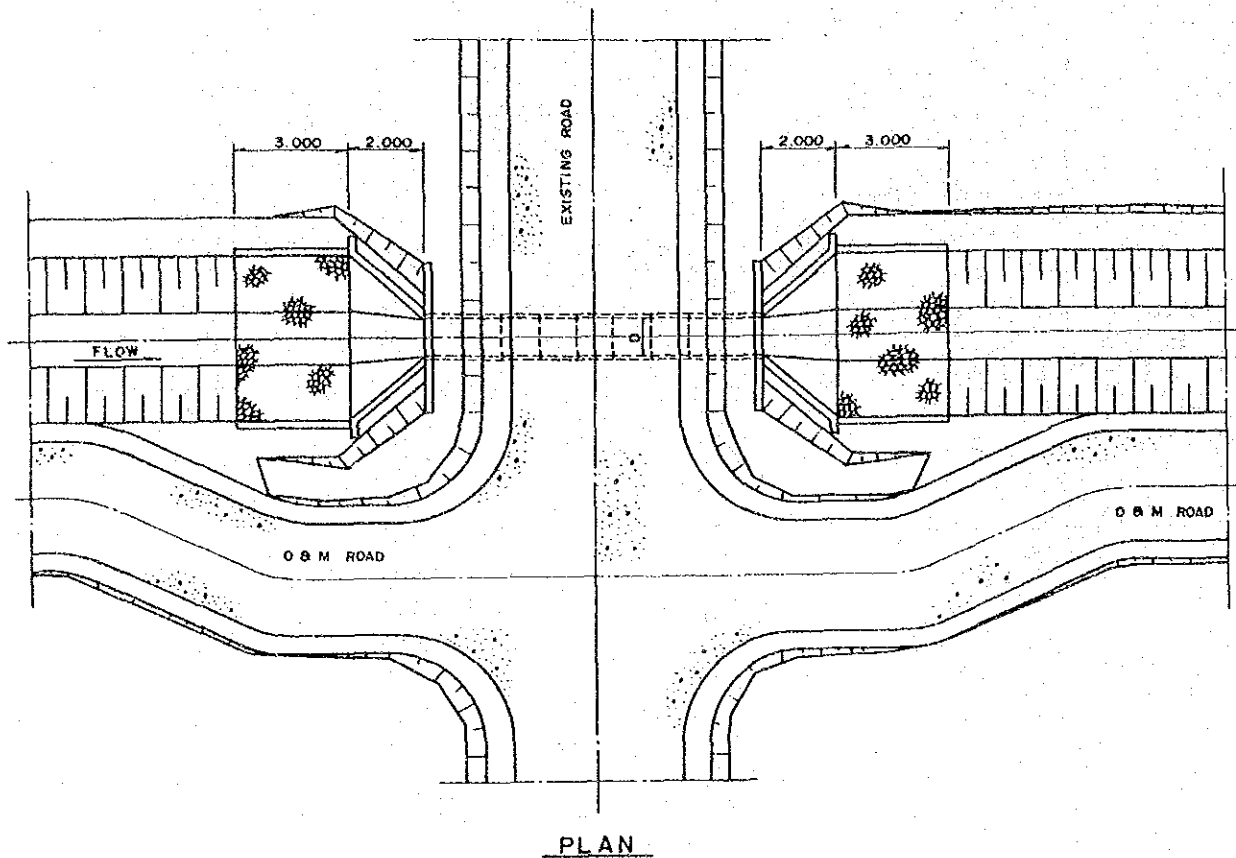 3.000 2.000 2.000 3.000
EXISTING ROAD
D
FLOW
O & M ROAD
O & M ROAD
PLAN